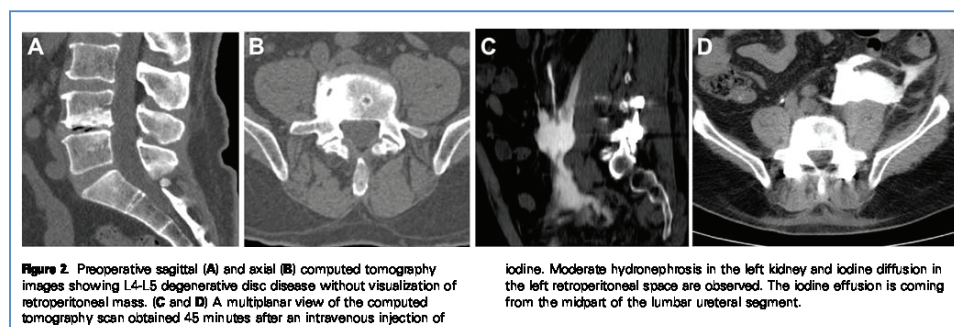 A
B
C
D
Figure 2. Preoperative sagittal (A) and axial (B) computed tomography
images showing L4-L5 degenerative disc disease without visualization of
retroperitoneal mass. (C and D) A multiplanar view of the computed
tomography scan obtained 45 minutes after an intravenous injection of
iodine. Moderate hydronephrosis in the left kidney and iodine diffusion in
the left retroperitoneal space are observed. The iodine effusion is coming
from the midpart of the lumbar ureteral segment.